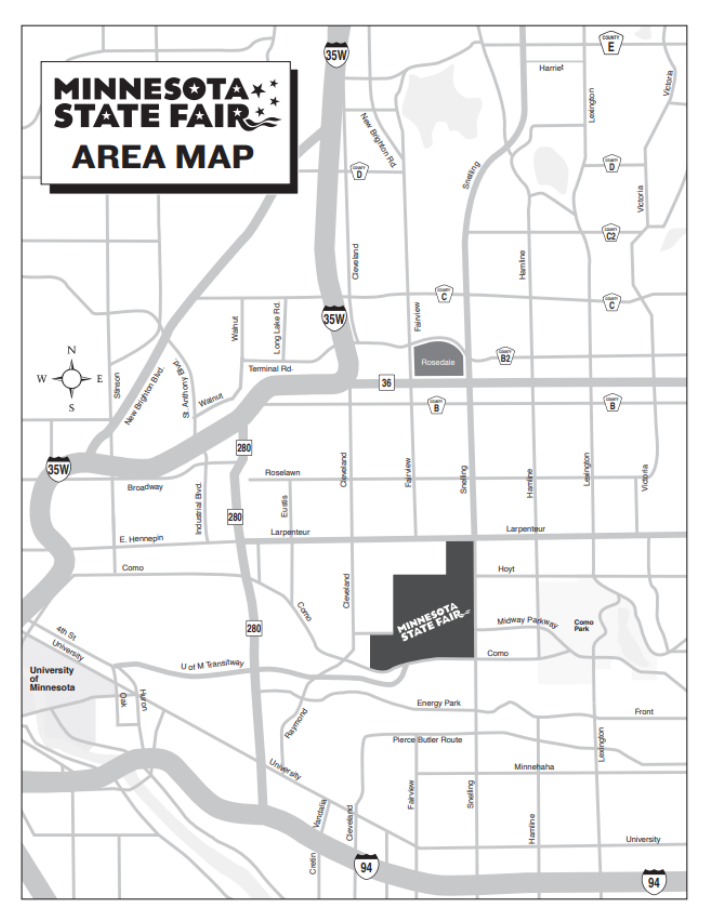 MINNESOTA
STATE FAIR
AREA MAP
35W
COUNTY
E
Harriet
Lexington
Victoria
New Brighton Rd.
COUNTY
D
Snelling
COUNTY
D
Victoria
COUNTY
C2
Cleveland
Hamline
COUNTY
C
COUNTY
C
35W
Fairview
Walnut
Long Lake Rd.
N
W
E
S
Stinson
New Brighton Blvd.
St. Anthony Blvd.
Walnut
Terminal Rd.
Rosedale
COUNTY
B2
36
COUNTY
B
COUNTY
B
280
35W
Broadway
Industrial Blvd.
Roselawn
Eustis
Cleveland
Fairview
Snelling
Hamline
Lexington
Victoria
280
E. Hennepin
Larpenteur
Larpenteur
Como
Como
Cleveland
Hoyt
MINNESOTA
STATE FAIR
Midway Parkway
Como
Park
Como
280
4th St.
University
University
of
Minnesota
U of M Transitway
Oak
Huron
Raymond
Energy Park
Front
Pierce Butler Route
Lexington
University
Minnehaha
Vandalia
Cleveland
Fairview
Snelling
Hamline
University
Cretin
94
94